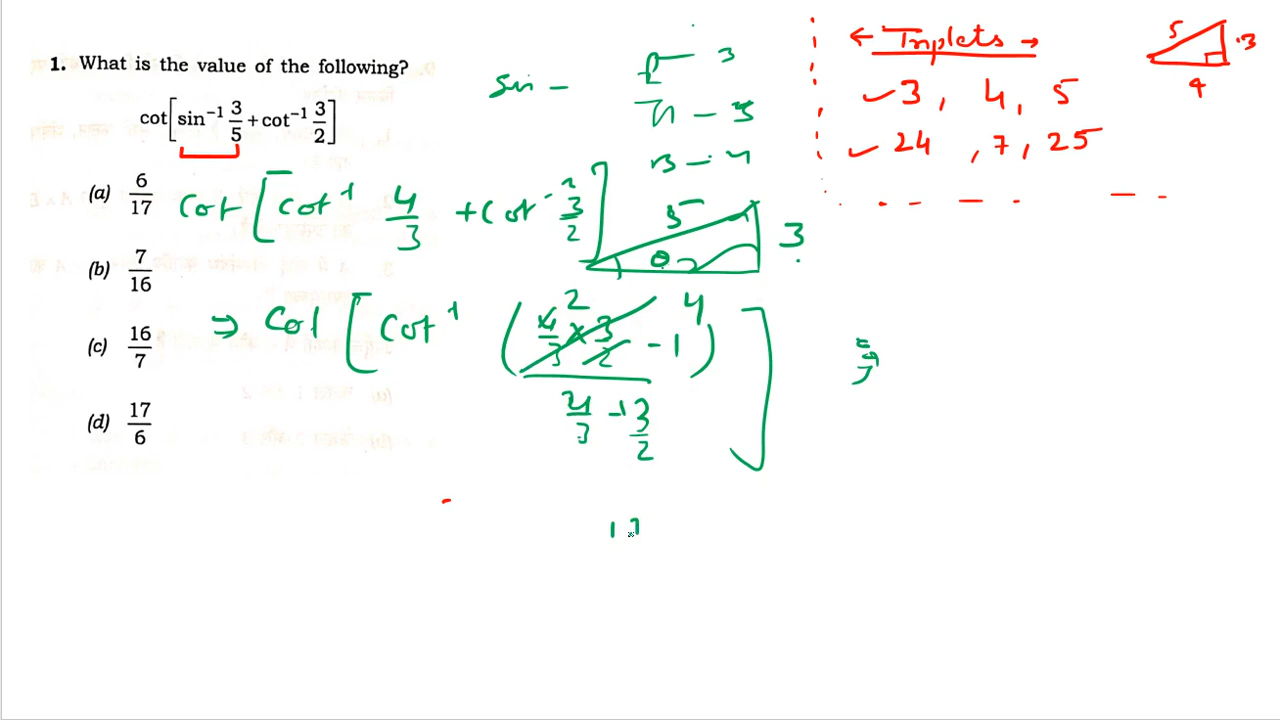 1. What is the value of the following?
cot[sin⁻¹ 3/5 + cot⁻¹ 3/2]
(a) 6/17
(b) 7/16
(c) 16/7
(d) 17/6
sin –
P – 3
H – 5
B – 4
← Triplets →
3, 4, 5
24, 7, 25
5
3
4
Cot [cot⁻¹ 4/3 + cot⁻¹ 3/2]
5
3
θ
4
⇒ Cot [cot⁻¹ (4/3 × 3/2 – 1)
2
4/3 + 3/2
]